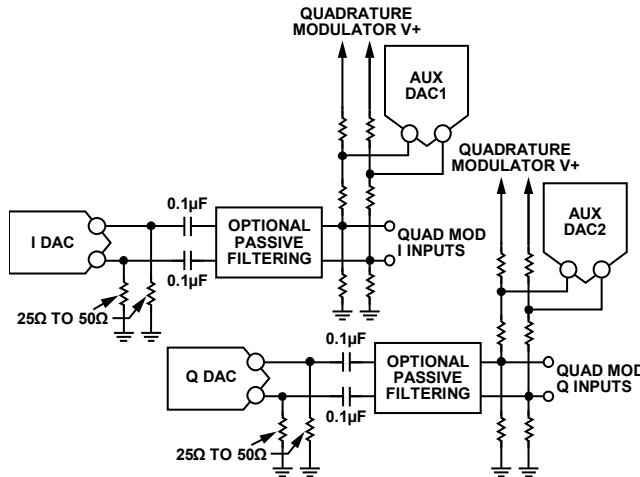 QUADRATURE
MODULATOR V+
AUX
DAC1
QUADRATURE
MODULATOR V+
AUX
DAC2
0.1µF
I DAC
OPTIONAL
PASSIVE
FILTERING
QUAD MOD
I INPUTS
0.1µF
25Ω TO 50Ω
0.1µF
Q DAC
OPTIONAL
PASSIVE
FILTERING
QUAD MOD
Q INPUTS
0.1µF
25Ω TO 50Ω